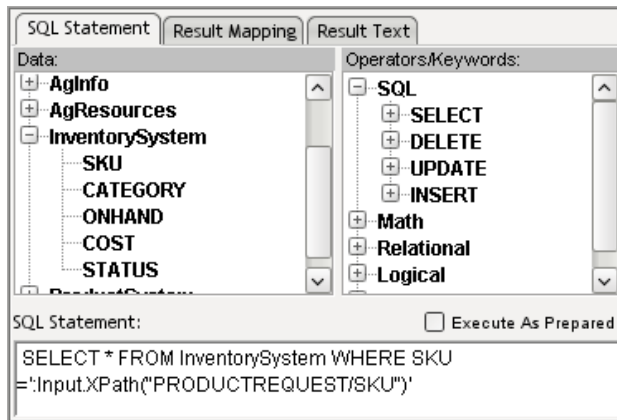 SQL Statement Result Mapping Result Text
Data: Operators/Keywords:
AgInfo
AgResources
InventorySystem
SKU
CATEGORY
ONHAND
COST
STATUS
ProductSystem
SQL
SELECT
DELETE
UPDATE
INSERT
Math
Relational
Logical
SQL Statement: Execute As Prepared
SELECT * FROM InventorySystem WHERE SKU
=':Input.XPath("PRODUCTREQUEST/SKU")'